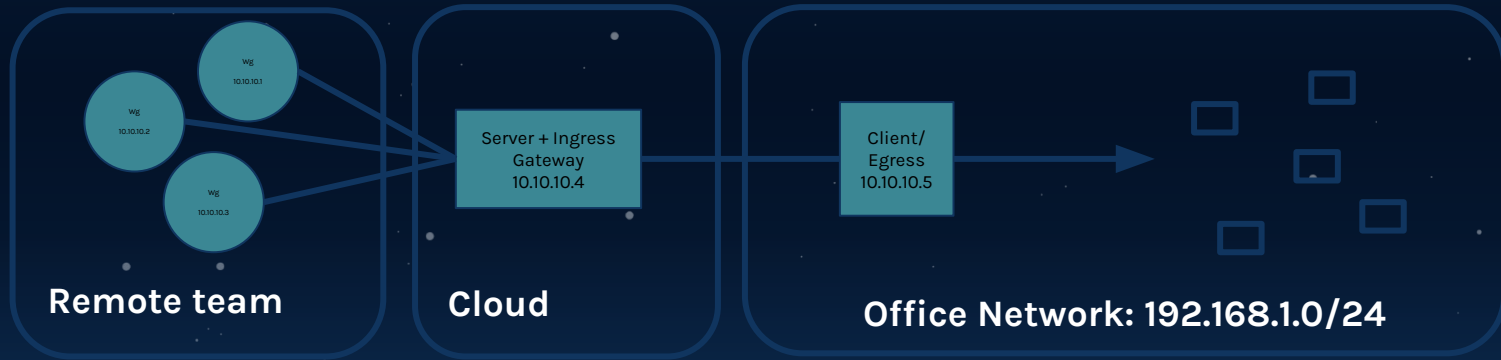 Wg
10.10.10.1
Wg
10.10.10.2
Wg
10.10.10.3
Server + Ingress
Gateway
10.10.10.4
Client/
Egress
10.10.10.5
Remote team
Cloud
Office Network: 192.168.1.0/24